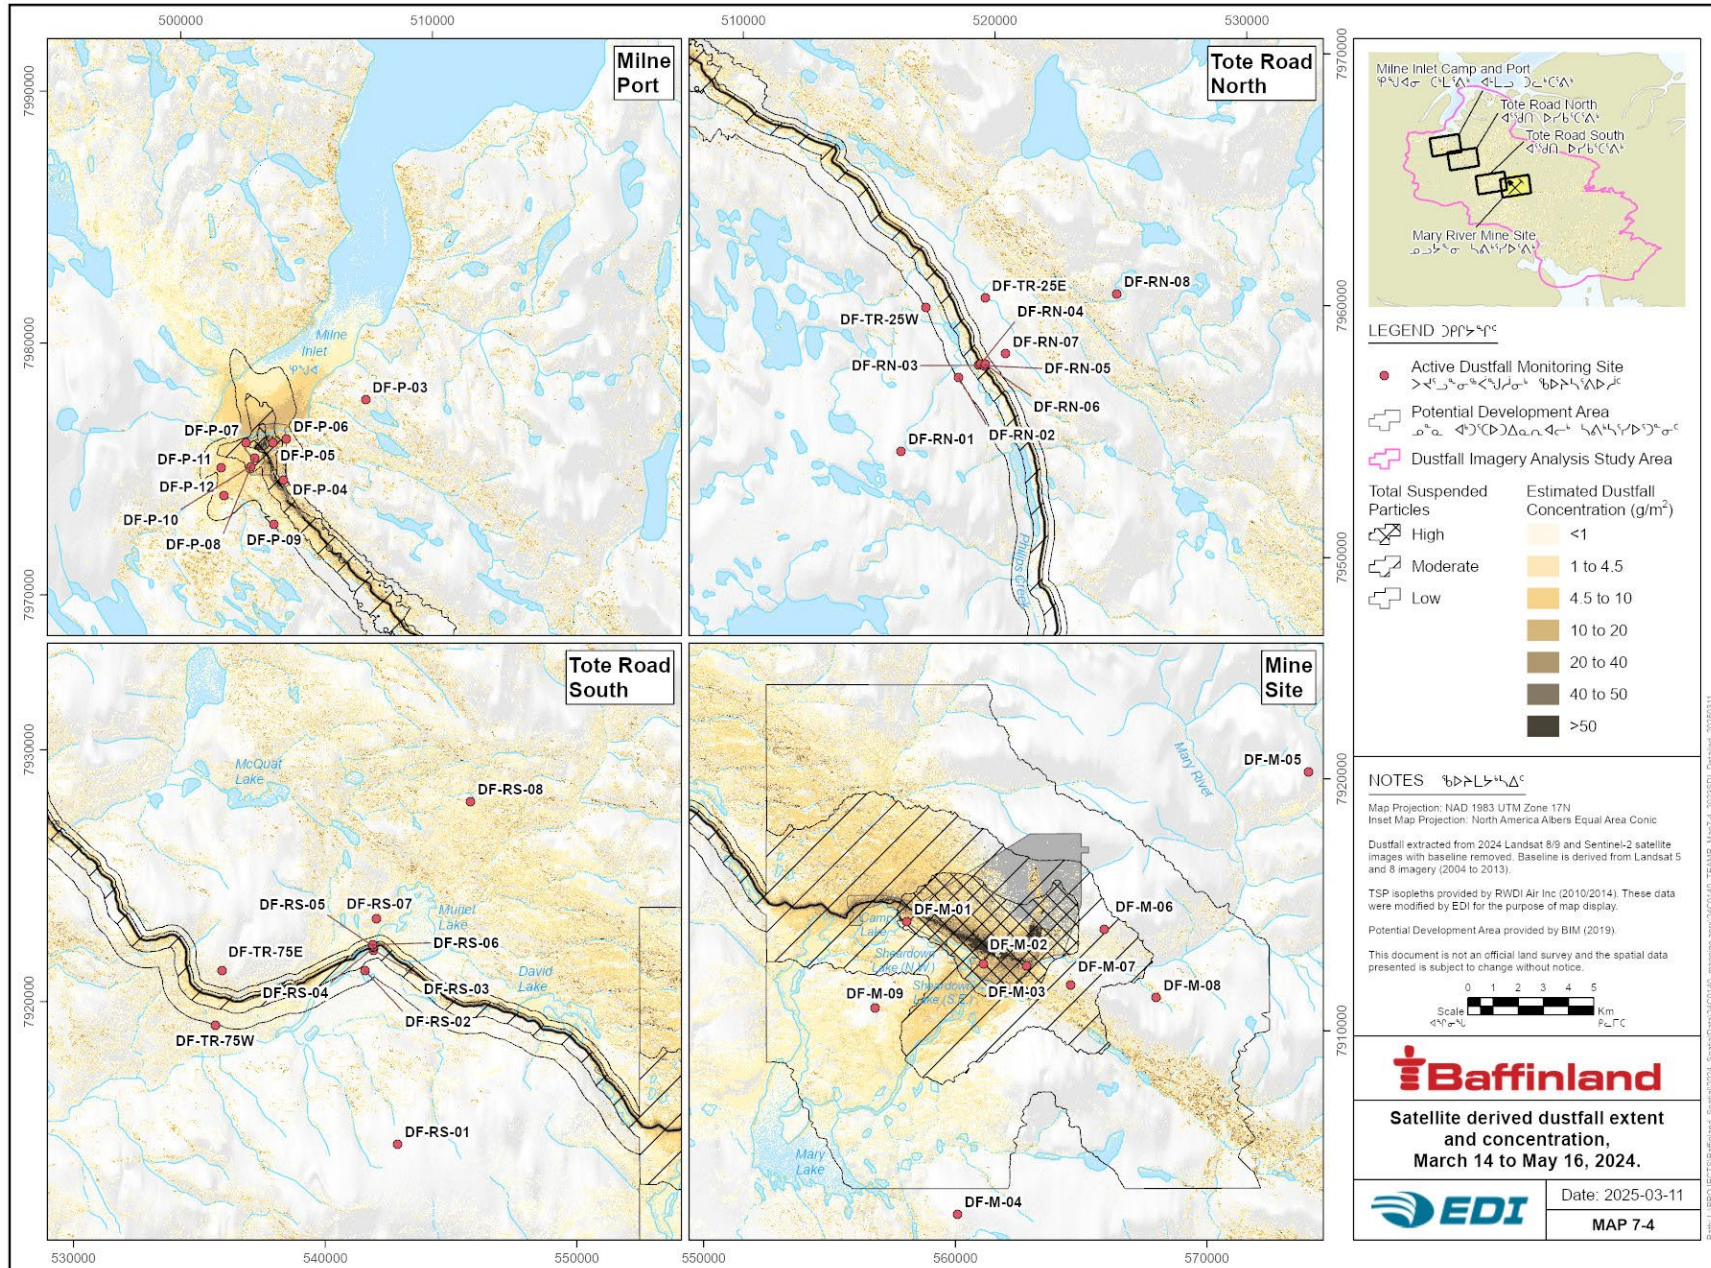 500000
510000
520000
530000
510000
7990000
7980000
7970000
7970000
7960000
7950000
Milne
Port
Milne
Inlet
DF-P-03
DF-P-07
DF-P-06
DF-P-11
DF-P-05
DF-P-12
DF-P-04
DF-P-10
DF-P-08
DF-P-09
Tote Road
North
DF-TR-25E
DF-RN-08
DF-TR-25W
DF-RN-04
DF-RN-07
DF-RN-03
DF-RN-05
DF-RN-06
DF-RN-01
DF-RN-02
Phillips Creek
Tote Road
South
7930000
7920000
McQuat
Lake
DF-RS-08
DF-RS-05
DF-RS-07
Muriel
Lake
DF-TR-75E
DF-RS-06
David
Lake
DF-RS-04
DF-RS-03
DF-RS-02
DF-TR-75W
DF-RS-01
530000
540000
550000
Mine
Site
7920000
7910000
Mary River
DF-M-05
DF-M-01
DF-M-06
Camp
Lake
DF-M-02
Sheardown
Lake (N.W.)
DF-M-07
Sheardown
Lake (S.E.)
DF-M-03
DF-M-08
DF-M-09
Mary
Lake
DF-M-04
550000
560000
570000
Milne Inlet Camp and Port
Tote Road North
Tote Road South
Mary River Mine Site
LEGEND
Active Dustfall Monitoring Site
Potential Development Area
Dustfall Imagery Analysis Study Area
Total Suspended
Particles
High
Moderate
Low
Estimated Dustfall
Concentration (g/m²)
<1
1 to 4.5
4.5 to 10
10 to 20
20 to 40
40 to 50
>50
NOTES
Map Projection: NAD 1983 UTM Zone 17N
Inset Map Projection: North America Albers Equal Area Conic
Dustfall extracted from 2024 Landsat 8/9 and Sentinel-2 satellite
images with baseline removed. Baseline is derived from Landsat 5
and 8 imagery (2004 to 2013).
TSP isopleths provided by RWDI Air Inc (2010/2014). These data
were modified by EDI for the purpose of map display.
Potential Development Area provided by BIM (2019).
This document is not an official land survey and the spatial data
presented is subject to change without notice.
0 1 2 3 4 5
Scale Km
Baffinland
Satellite derived dustfall extent
and concentration,
March 14 to May 16, 2024.
EDI
Date: 2025-03-11
MAP 7-4